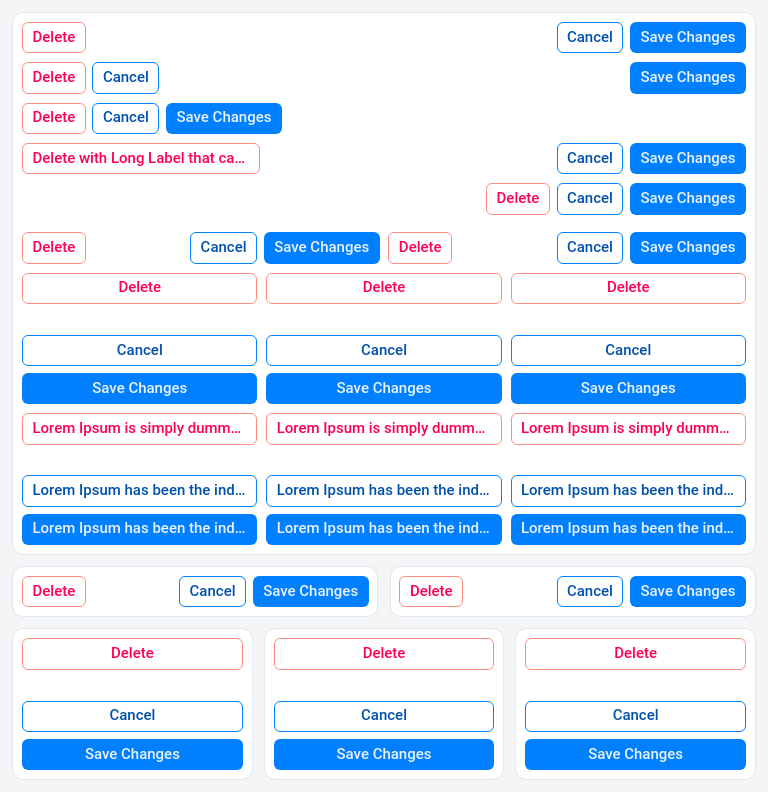 Delete Cancel Save Changes
Delete Cancel Save Changes
Delete Cancel Save Changes
Delete with Long Label that ca... Cancel Save Changes
Delete Cancel Save Changes
Delete Cancel Save Changes Delete Cancel Save Changes
Delete Delete Delete
Cancel Cancel Cancel
Save Changes Save Changes Save Changes
Lorem Ipsum is simply dumm... Lorem Ipsum is simply dumm... Lorem Ipsum is simply dumm...
Lorem Ipsum has been the ind... Lorem Ipsum has been the ind... Lorem Ipsum has been the ind...
Lorem Ipsum has been the ind... Lorem Ipsum has been the ind... Lorem Ipsum has been the ind...
Delete Cancel Save Changes Delete Cancel Save Changes
Delete Delete Delete
Cancel Cancel Cancel
Save Changes Save Changes Save Changes